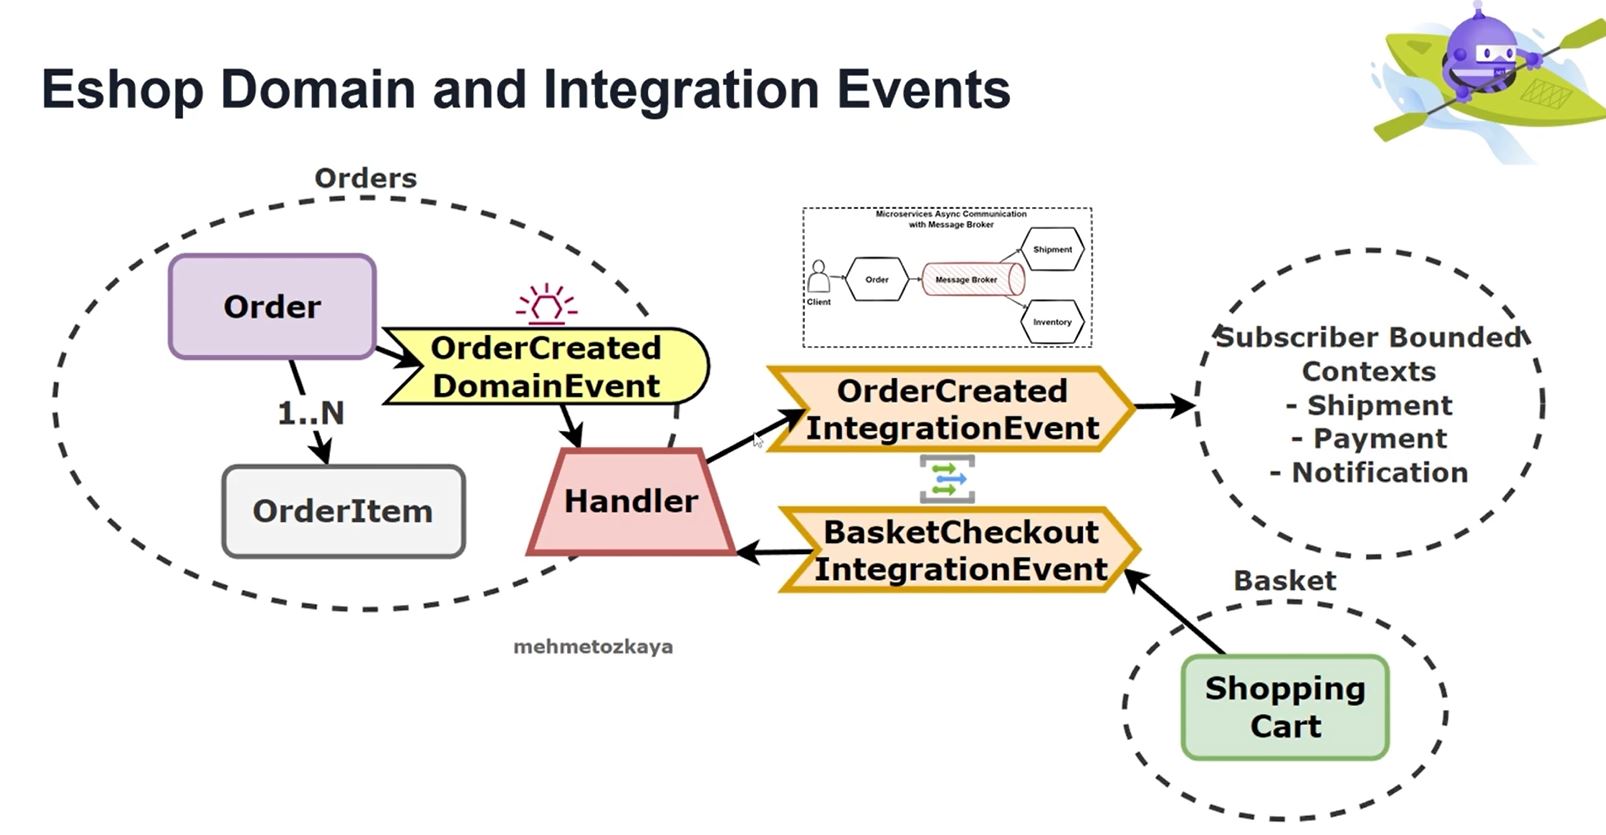 Eshop Domain and Integration Events
Orders
Order
OrderCreated
DomainEvent
1..N
OrderItem
Handler
Microservices Async Communication
with Message Broker
Client
Order
Message Broker
Shipment
Inventory
OrderCreated
IntegrationEvent
BasketCheckout
IntegrationEvent
Subscriber Bounded
Contexts
- Shipment
- Payment
- Notification
Basket
Shopping
Cart
mehmetozkaya